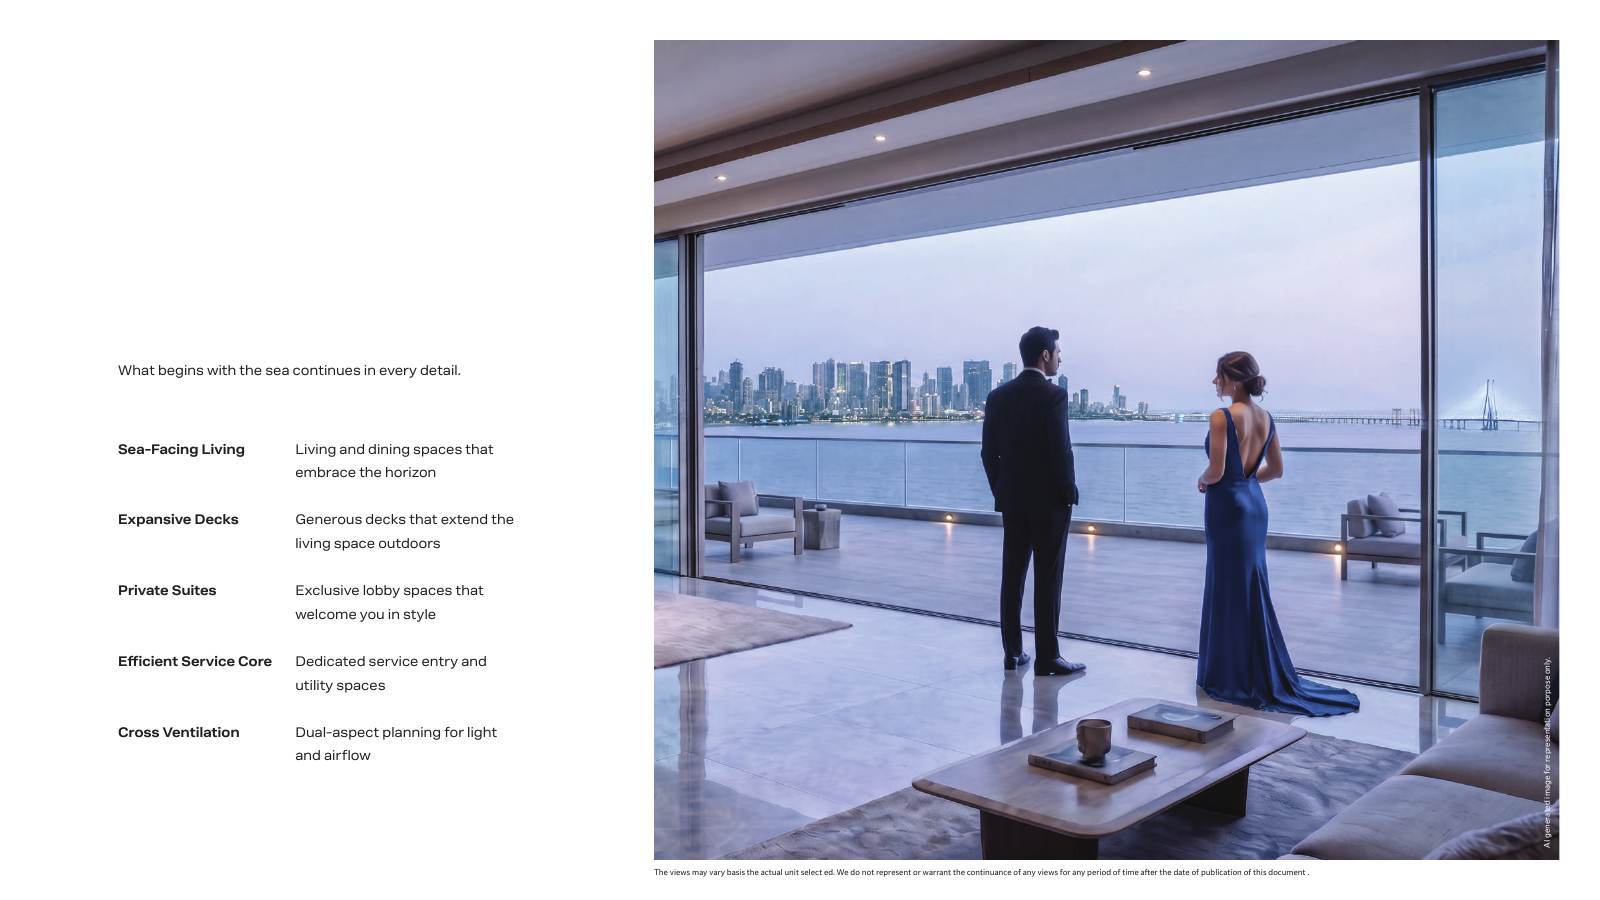 What begins with the sea continues in every detail.
Sea-Facing Living
Living and dining spaces that
embrace the horizon
Expansive Decks
Generous decks that extend the
living space outdoors
Private Suites
Exclusive lobby spaces that
welcome you in style
Efficient Service Core
Dedicated service entry and
utility spaces
Cross Ventilation
Dual-aspect planning for light
and airflow
AI generated image for representation porpose only.
The views may vary basis the actual unit select ed. We do not represent or warrant the continuance of any views for any period of time after the date of publication of this document .